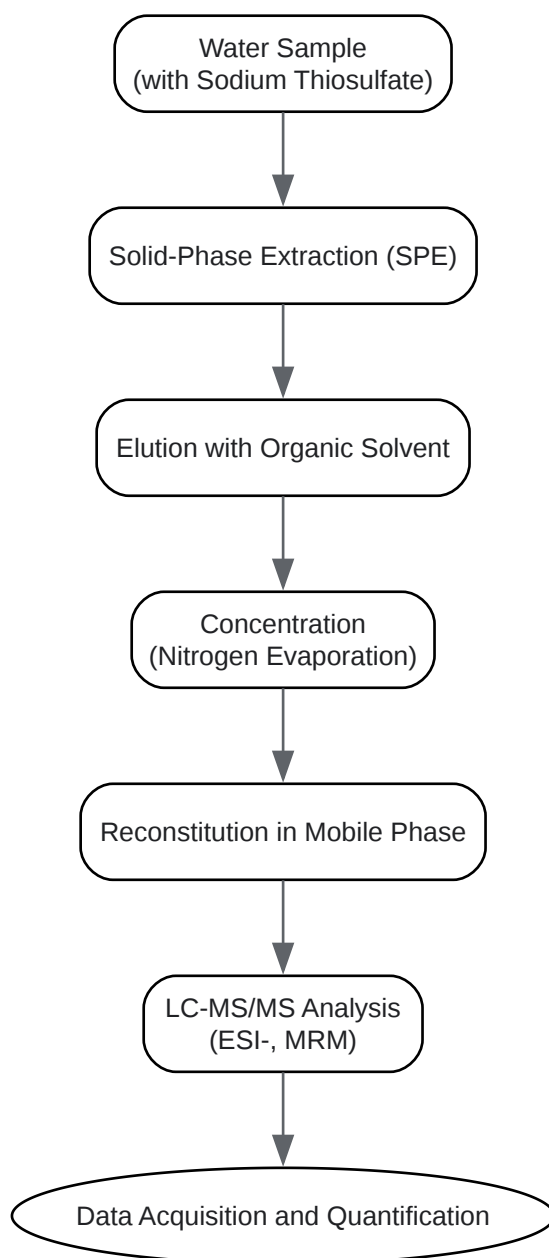 Water Sample
(with Sodium Thiosulfate)
Solid-Phase Extraction (SPE)
Elution with Organic Solvent
Concentration
(Nitrogen Evaporation)
Reconstitution in Mobile Phase
LC-MS/MS Analysis
(ESI-, MRM)
Data Acquisition and Quantification